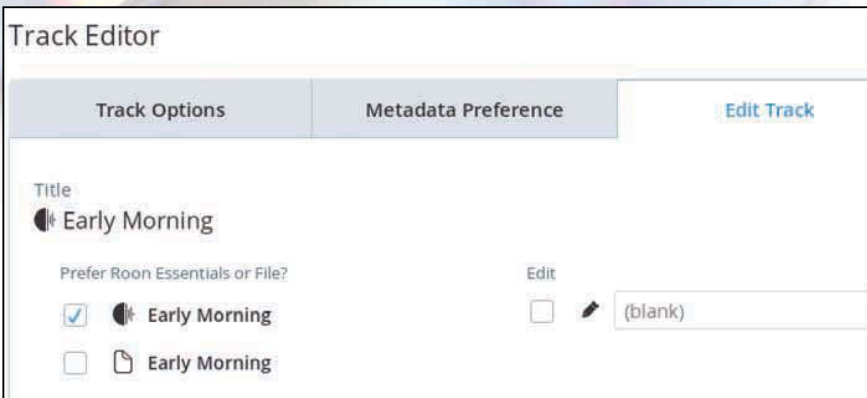 Track Editor
Track Options Metadata Preference Edit Track
Title
Early Morning
Prefer Roon Essentials or File? Edit
Early Morning (blank)
Early Morning